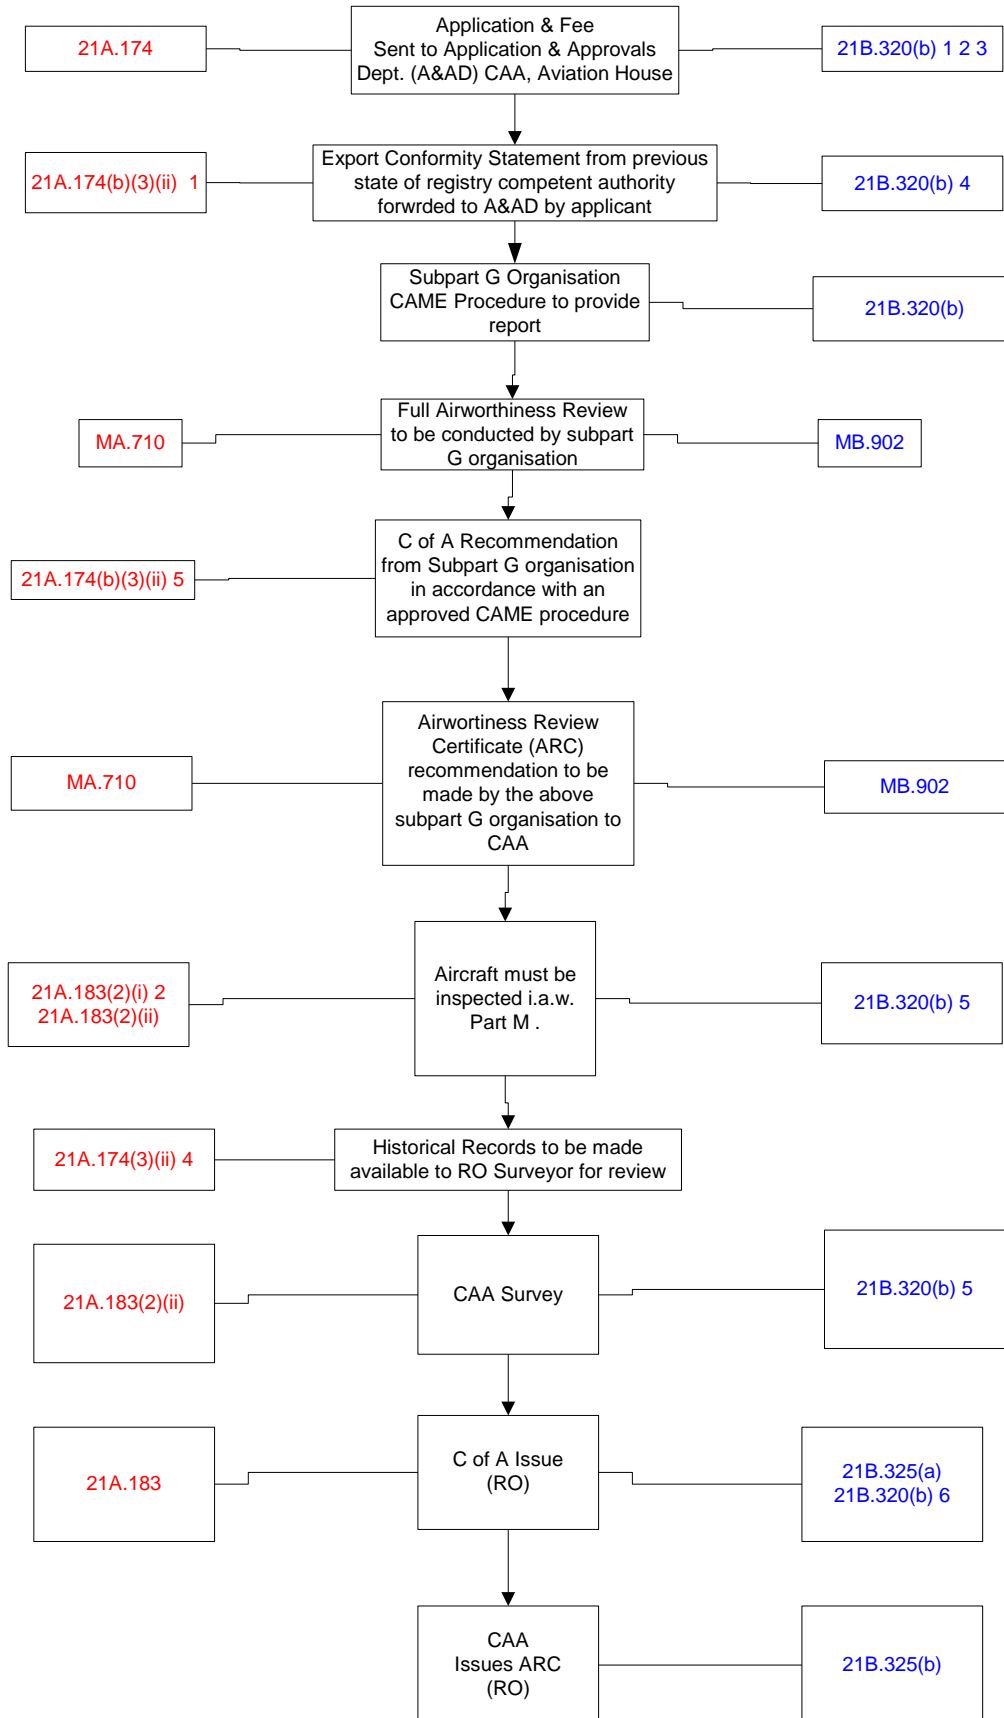 21A.174
Application & Fee
Sent to Application & Approvals
Dept. (A&AD) CAA, Aviation House
21B.320(b) 1 2 3
21A.174(b)(3)(ii) 1
Export Conformity Statement from previous
state of registry competent authority
forwrded to A&AD by applicant
21B.320(b) 4
Subpart G Organisation
CAME Procedure to provide
report
21B.320(b)
MA.710
Full Airworthiness Review
to be conducted by subpart
G organisation
MB.902
21A.174(b)(3)(ii) 5
C of A Recommendation
from Subpart G organisation
in accordance with an
approved CAME procedure
MA.710
Airwortiness Review
Certificate (ARC)
recommendation to be
made by the above
subpart G organisation to
CAA
MB.902
21A.183(2)(i) 2
21A.183(2)(ii)
Aircraft must be
inspected i.a.w.
Part M .
21B.320(b) 5
21A.174(3)(ii) 4
Historical Records to be made
available to RO Surveyor for review
21A.183(2)(ii)
CAA Survey
21B.320(b) 5
21A.183
C of A Issue
(RO)
21B.325(a)
21B.320(b) 6
CAA
Issues ARC
(RO)
21B.325(b)